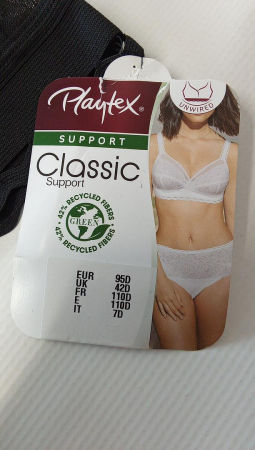 Playtex®
UNWIRED
SUPPORT
Classic
Support
42% RECYCLED FIBERS
GREEN
42% RECYCLED FIBERS
EUR 95D
UK 42D
FR 110D
E 110D
IT 7D